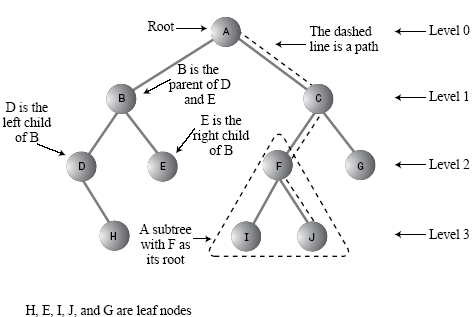 Root
A
The dashed
line is a path
Level 0
B is the
parent of D
and E
B
C
Level 1
D is the
left child
of B
E is the
right child
of B
D
E
F
G
Level 2
A subtree
with F as
its root
H
I
J
Level 3
H, E, I, J, and G are leaf nodes